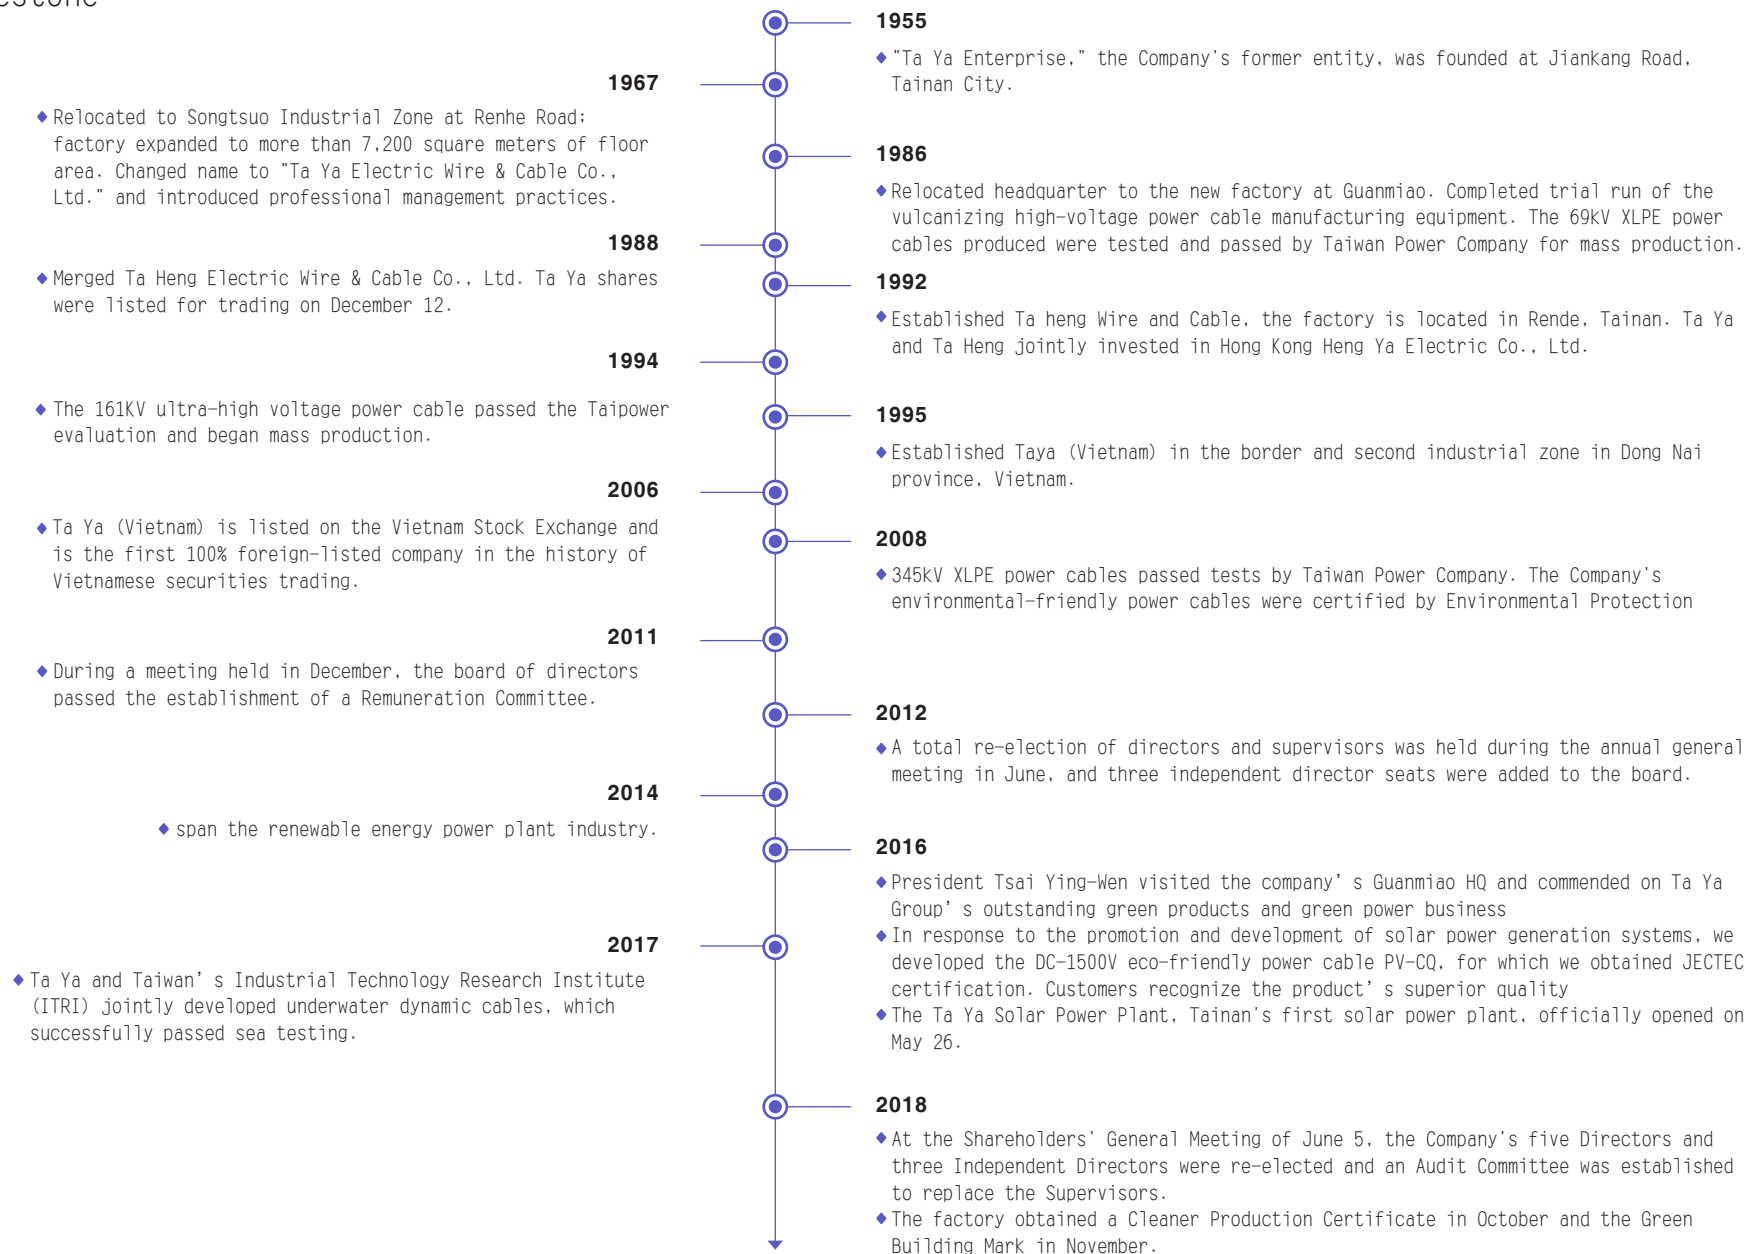 1955
◆"Ta Ya Enterprise," the Company's former entity, was founded at Jiankang Road,
Tainan City.
1967
◆Relocated to Songtsuo Industrial Zone at Renhe Road;
factory expanded to more than 7,200 square meters of floor
area. Changed name to "Ta Ya Electric Wire & Cable Co.,
Ltd." and introduced professional management practices.
1986
◆Relocated headquarter to the new factory at Guanmiao. Completed trial run of the
vulcanizing high-voltage power cable manufacturing equipment. The 69kV XLPE power
cables produced were tested and passed by Taiwan Power Company for mass production.
1988
◆Merged Ta Heng Electric Wire & Cable Co., Ltd. Ta Ya shares
were listed for trading on December 12.
1992
◆Established Ta heng Wire and Cable, the factory is located in Rende, Tainan. Ta Ya
and Ta Heng jointly invested in Hong Kong Heng Ya Electric Co., Ltd.
1994
◆The 161KV ultra-high voltage power cable passed the Taipower
evaluation and began mass production.
1995
◆Established Taya (Vietnam) in the border and second industrial zone in Dong Nai
province, Vietnam.
2006
◆Ta Ya (Vietnam) is listed on the Vietnam Stock Exchange and
is the first 100% foreign-listed company in the history of
Vietnamese securities trading.
2008
◆345kV XLPE power cables passed tests by Taiwan Power Company. The Company's
environmental-friendly power cables were certified by Environmental Protection
2011
◆During a meeting held in December, the board of directors
passed the establishment of a Remuneration Committee.
2012
◆A total re-election of directors and supervisors was held during the annual general
meeting in June, and three independent director seats were added to the board.
2014
◆span the renewable energy power plant industry.
2016
◆President Tsai Ying-Wen visited the company's Guanmiao HQ and commended on Ta Ya
Group's outstanding green products and green power business
◆In response to the promotion and development of solar power generation systems, we
developed the DC-1500V eco-friendly power cable PV-CQ, for which we obtained JECTEC
certification. Customers recognize the product's superior quality
◆The Ta Ya Solar Power Plant, Tainan's first solar power plant, officially opened on
May 26.
2017
◆Ta Ya and Taiwan's Industrial Technology Research Institute
(ITRI) jointly developed underwater dynamic cables, which
successfully passed sea testing.
2018
◆At the Shareholders' General Meeting of June 5, the Company's five Directors and
three Independent Directors were re-elected and an Audit Committee was established
to replace the Supervisors.
◆The factory obtained a Cleaner Production Certificate in October and the Green
Building Mark in November.